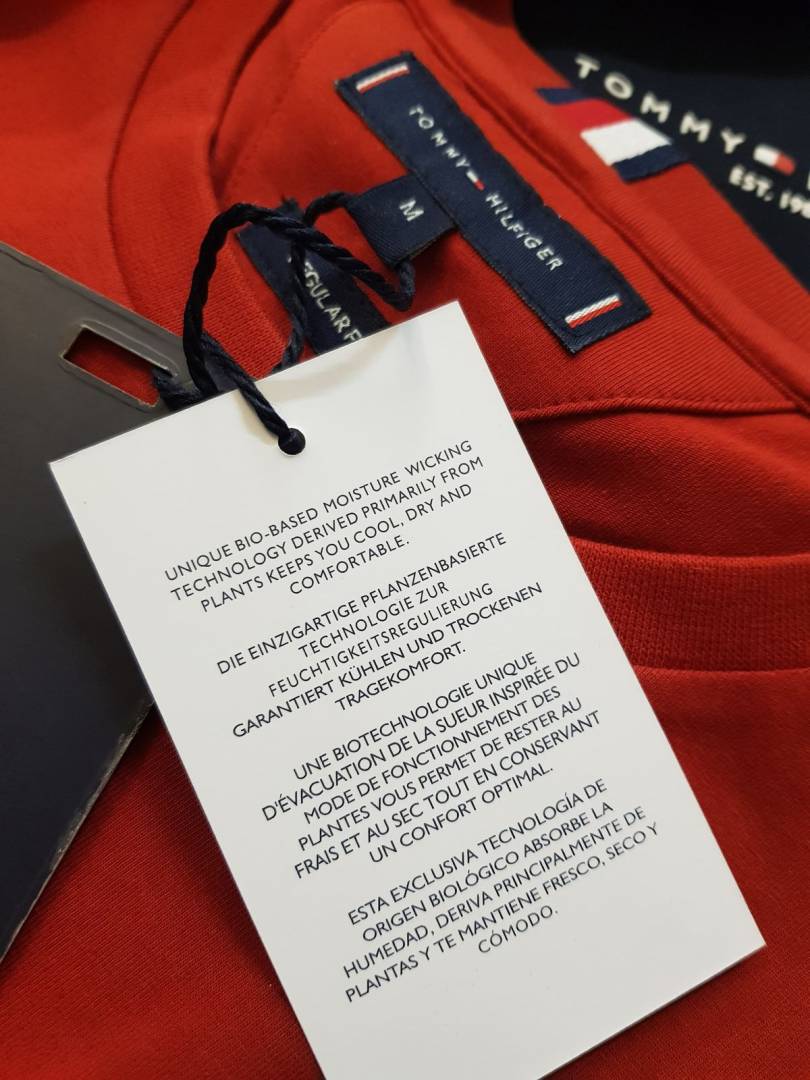 TOMMY
EST. 19
TOMMY HILFIGER
M
REGULAR F
UNIQUE BIO-BASED MOISTURE WICKING
TECHNOLOGY DERIVED PRIMARILY FROM
PLANTS KEEPS YOU COOL, DRY AND
COMFORTABLE.
DIE EINZIGARTIGE PFLANZENBASIERTE
TECHNOLOGIE ZUR
FEUCHTIGKEITSREGULIERUNG
GARANTIERT KÜHLEN UND TROCKENEN
TRAGEKOMFORT.
UNE BIOTECHNOLOGIE UNIQUE
D'ÉVACUATION DE LA SUEUR INSPIRÉE DU
MODE DE FONCTIONNEMENT DES
PLANTES VOUS PERMET DE RESTER AU
FRAIS ET AU SEC TOUT EN CONSERVANT
UN CONFORT OPTIMAL.
ESTA EXCLUSIVA TECNOLOGÍA DE
ORIGEN BIOLÓGICO ABSORBE LA
HUMEDAD, DERIVA PRINCIPALMENTE DE
PLANTAS Y TE MANTIENE FRESCO, SECO Y
CÓMODO.